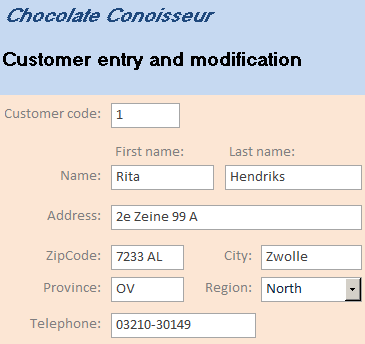 Chocolate Conoisseur
Customer entry and modification
Customer code: 1
First name: Last name:
Name: Rita Hendriks
Address: 2e Zeine 99 A
ZipCode: 7233 AL City: Zwolle
Province: OV Region: North
Telephone: 03210-30149